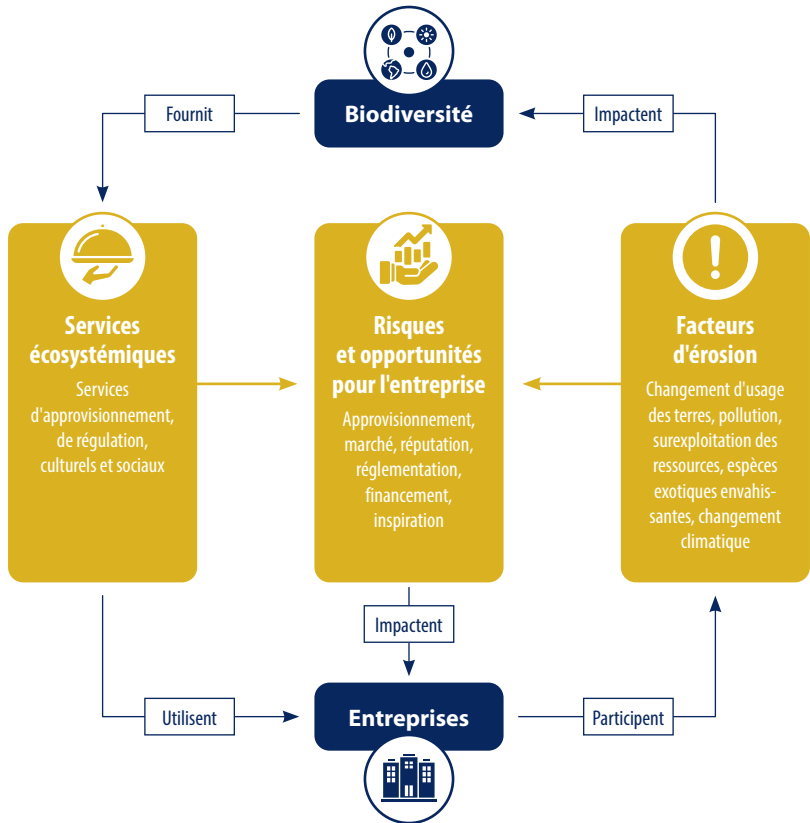 Biodiversité
Fournit
Impactent
Services
écosystémiques
Services
d'approvisionnement,
de régulation,
culturels et sociaux
Risques
et opportunités
pour l'entreprise
Approvisionnement,
marché, réputation,
réglementation,
financement,
inspiration
Facteurs
d'érosion
Changement d'usage
des terres, pollution,
surexploitation des
ressources, espèces
exotiques envahis-
santes, changement
climatique
Impactent
Utilisent
Entreprises
Participent